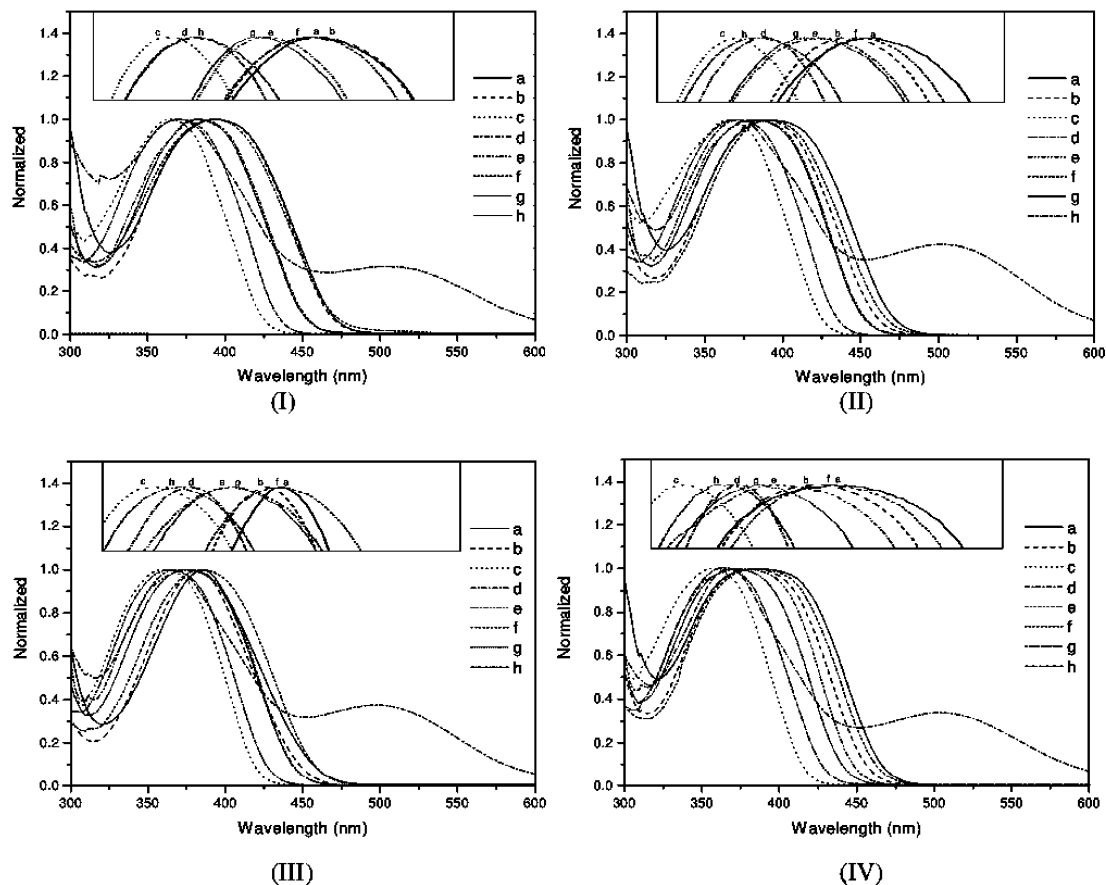 c d h g e f a b
1.4
1.2
1.0
0.8
0.6
0.4
0.2
0.0
Normalized
a
b
c
d
e
f
g
h
300 350 400 450 500 550 600
Wavelength (nm)
(I)
c h d g e b f a
1.4
1.2
1.0
0.8
0.6
0.4
0.2
0.0
Normalized
a
b
c
d
e
f
g
h
300 350 400 450 500 550 600
Wavelength (nm)
(II)
c h d b f a
1.4
1.2
1.0
0.8
0.6
0.4
0.2
0.0
Normalized
a
b
c
d
e
f
g
h
300 350 400 450 500 550 600
Wavelength (nm)
(III)
c h d g e b f a
1.4
1.2
1.0
0.8
0.6
0.4
0.2
0.0
Normalized
a
b
c
d
e
f
g
h
300 350 400 450 500 550 600
Wavelength (nm)
(IV)